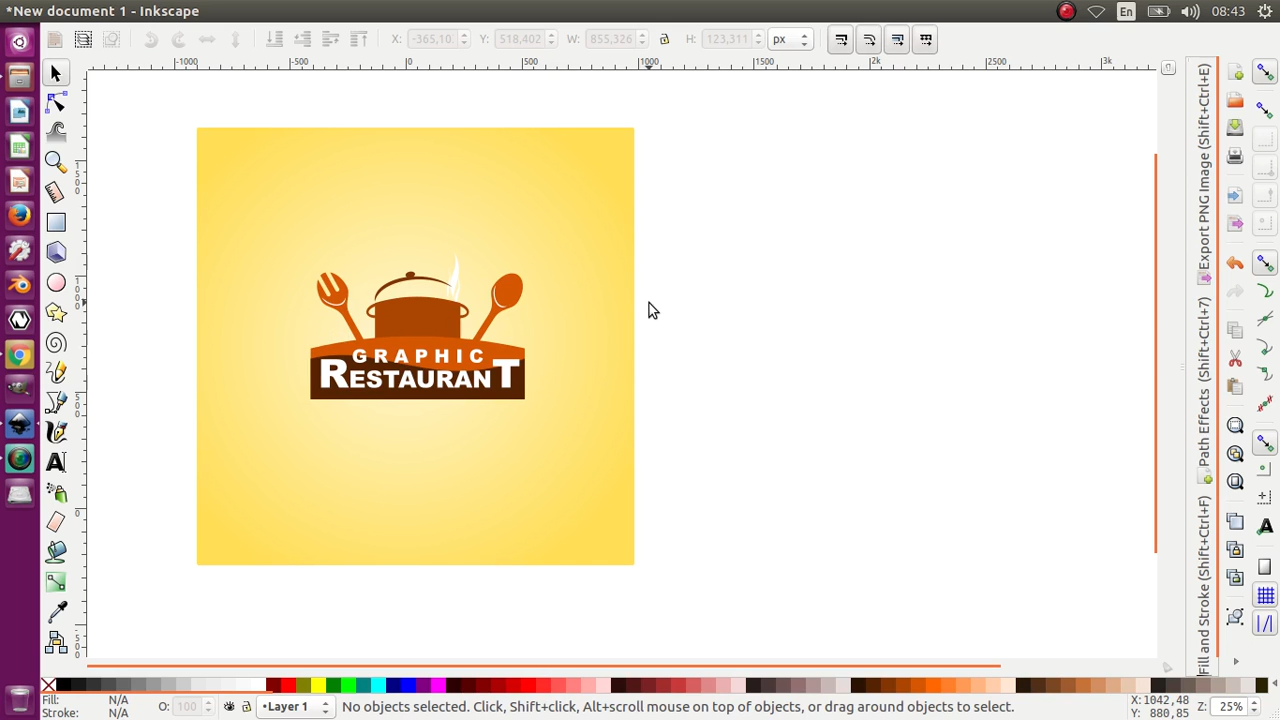 *New document 1 - Inkscape
En
08:43
X:
-365,10
Y:
518,402
W:
855,326
H:
123,311
px
-1000
-500
0
500
1000
1500
2k
2500
3k
GRAPHIC
RESTAURANT
Export PNG Image (Shift+Ctrl+E)
Path Effects (Shift+Ctrl+7)
Fill and Stroke (Shift+Ctrl+F)
Fill: N/A
Stroke: N/A
O:
100
•Layer 1
No objects selected. Click, Shift+click, Alt+scroll mouse on top of objects, or drag around objects to select.
X:1042,48
Y: 880,85
Z:
25%